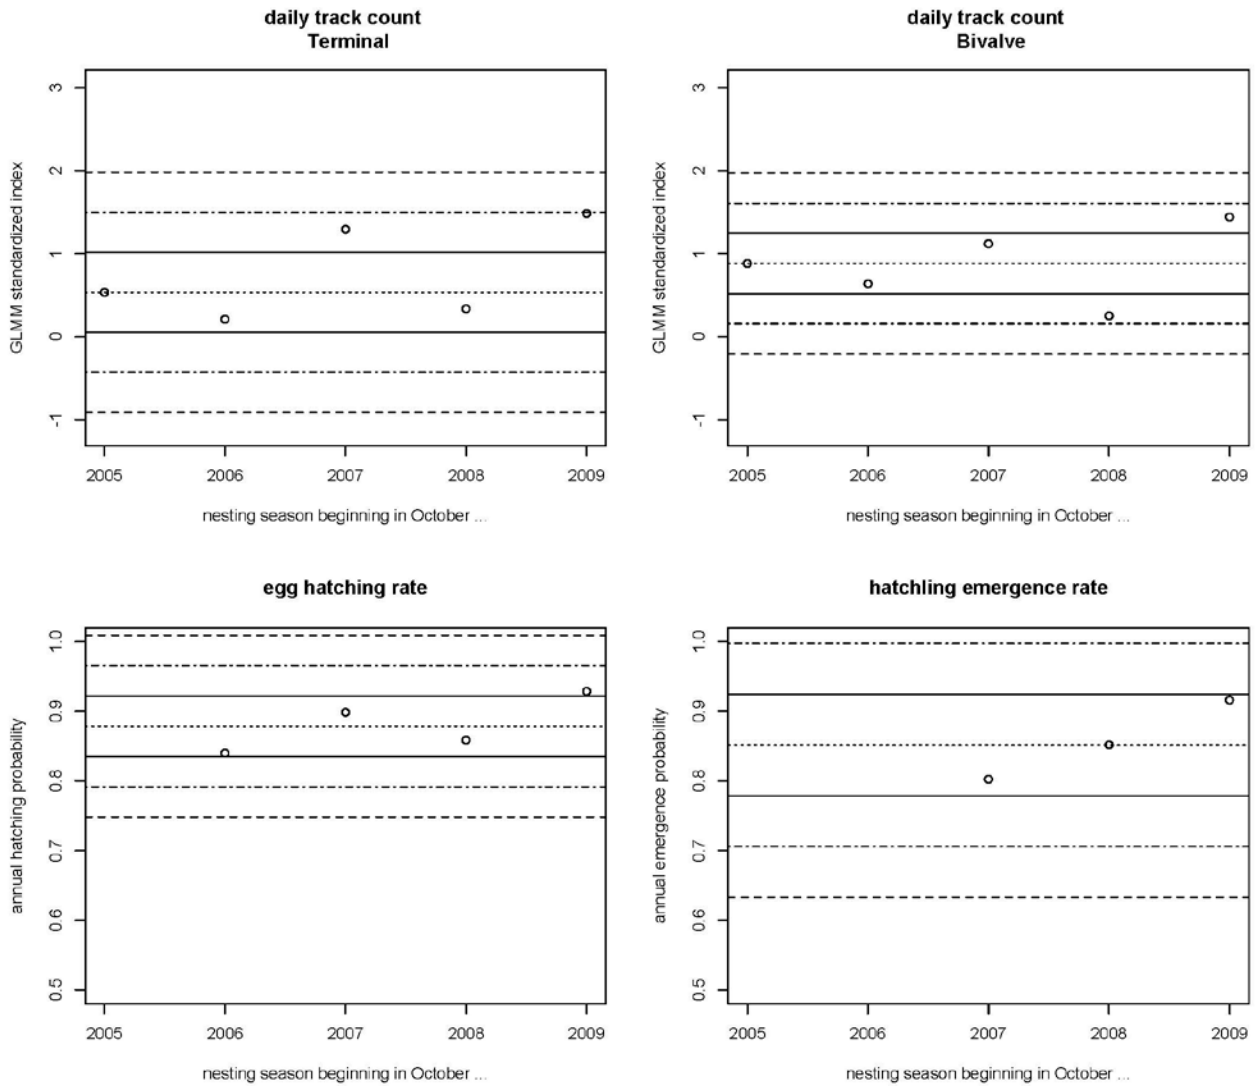 daily track count
Terminal
GLMM standardized index
3
2
1
0
-1
2005 2006 2007 2008 2009
nesting season beginning in October ...
daily track count
Bivalve
GLMM standardized index
3
2
1
0
-1
2005 2006 2007 2008 2009
nesting season beginning in October ...
egg hatching rate
annual hatching probability
1.0
0.9
0.8
0.7
0.6
0.5
2005 2006 2007 2008 2009
nesting season beginning in October ...
hatchling emergence rate
annual emergence probability
1.0
0.9
0.8
0.7
0.6
0.5
2005 2006 2007 2008 2009
nesting season beginning in October ...